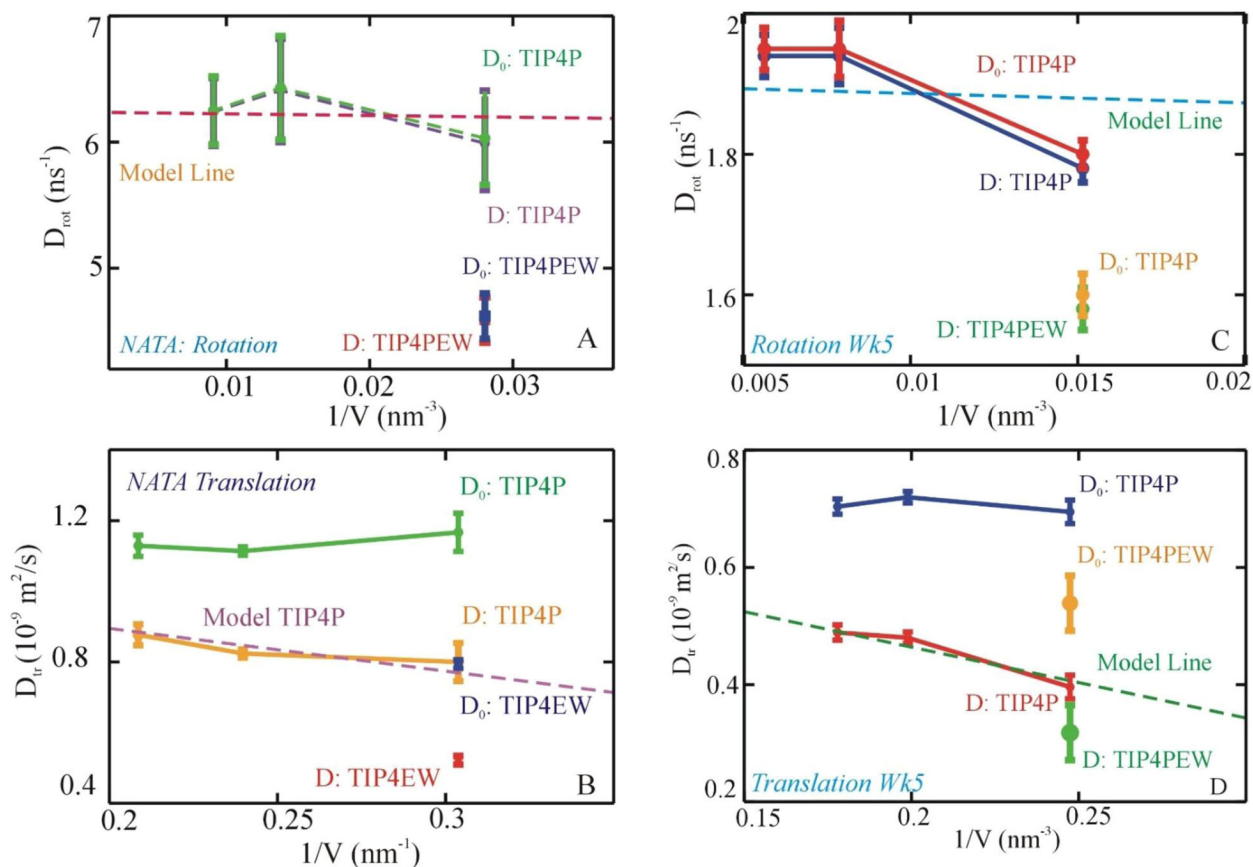 7
6
5
D₀: TIP4P
Model Line
D: TIP4P
D₀: TIP4PEW
D: TIP4PEW
NATA: Rotation
A
D_rot (ns⁻¹)
0.01
0.02
0.03
1/V (nm⁻³)
2
1.8
1.6
D₀: TIP4P
Model Line
D: TIP4P
D₀: TIP4P
D: TIP4PEW
Rotation Wk5
C
D_rot (ns⁻¹)
0.005
0.01
0.015
0.02
1/V (nm⁻³)
1.2
0.8
0.4
NATA Translation
D₀: TIP4P
Model TIP4P
D: TIP4P
D₀: TIP4EW
D: TIP4EW
B
D_tr (10⁻⁹ m²/s)
0.2
0.25
0.3
1/V (nm⁻¹)
0.8
0.6
0.4
0.2
D₀: TIP4P
D₀: TIP4PEW
Model Line
D: TIP4P
D: TIP4PEW
Translation Wk5
D
D_tr (10⁻⁹ m²/s)
0.15
0.2
0.25
1/V (nm⁻³)